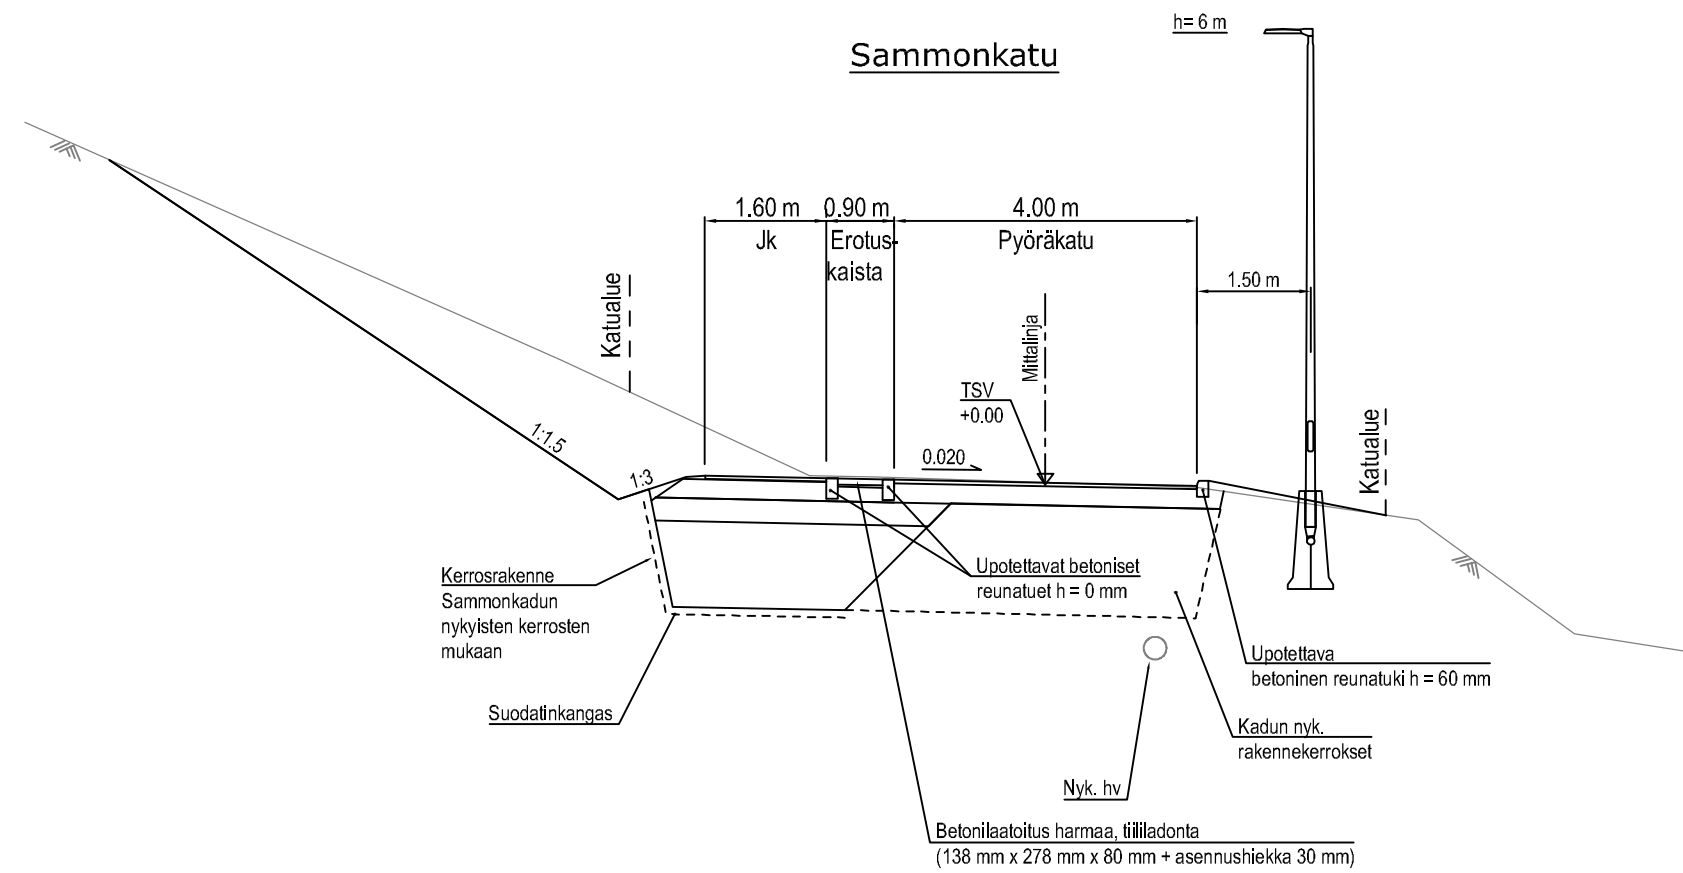 h= 6 m
Sammonkatu
1.60 m
0.90 m
4.00 m
Jk
Erotus-
kaista
Pyöräkatu
1.50 m
Katualue
Mittalinja
TSV
+0.00
Katualue
1:1.5
1:3
0.020
Kerrosrakenne
Sammonkadun
nykyisten kerrosten
mukaan
Upotettavat betoniset
reunatuet h = 0 mm
Upotettava
betoninen reunatuki h = 60 mm
Suodatinkangas
Kadun nyk.
rakennekerrokset
Nyk. hv
Betonilaatoitus harmaa, tiililadonta
(138 mm x 278 mm x 80 mm + asennushiekka 30 mm)